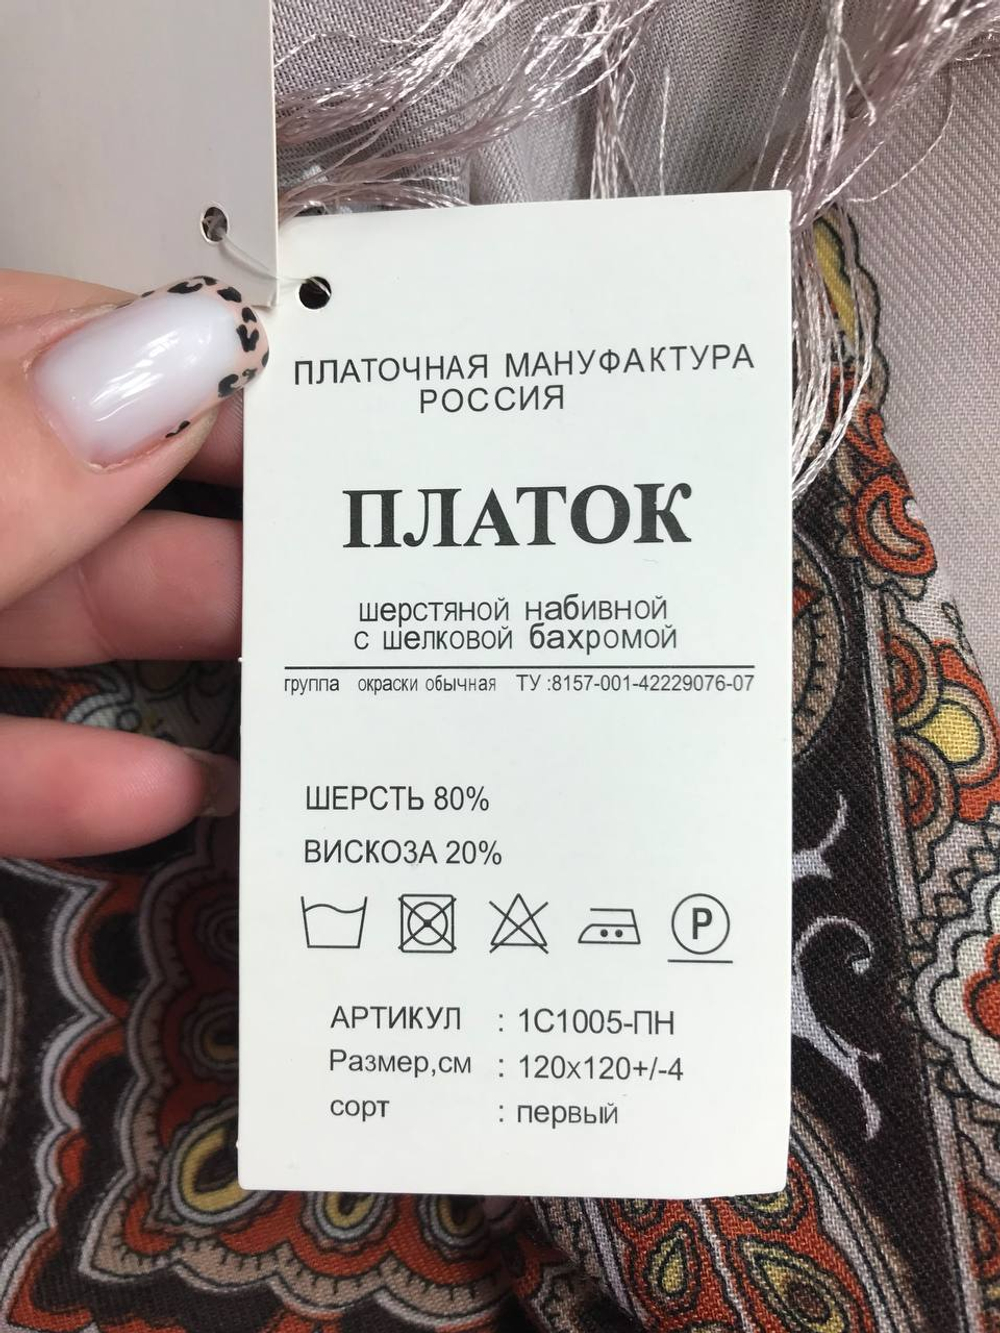 ПЛАТОЧНАЯ МАНУФАКТУРА
РОССИЯ
ПЛАТОК
шерстяной набивной
с шелковой бахромой
группа окраски обычная ТУ :8157-001-42229076-07
ШЕРСТЬ 80%
ВИСКОЗА 20%
P
АРТИКУЛ : 1С1005-ПН
Размер,см : 120х120+/-4
сорт : первый